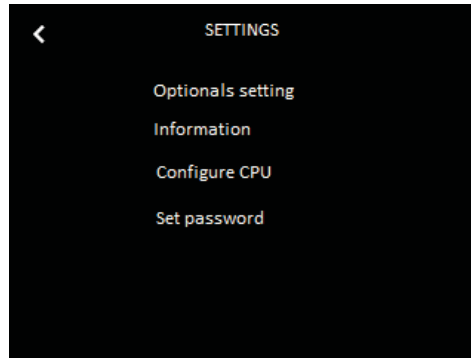 SETTINGS
Optionals setting
Information
Configure CPU
Set password